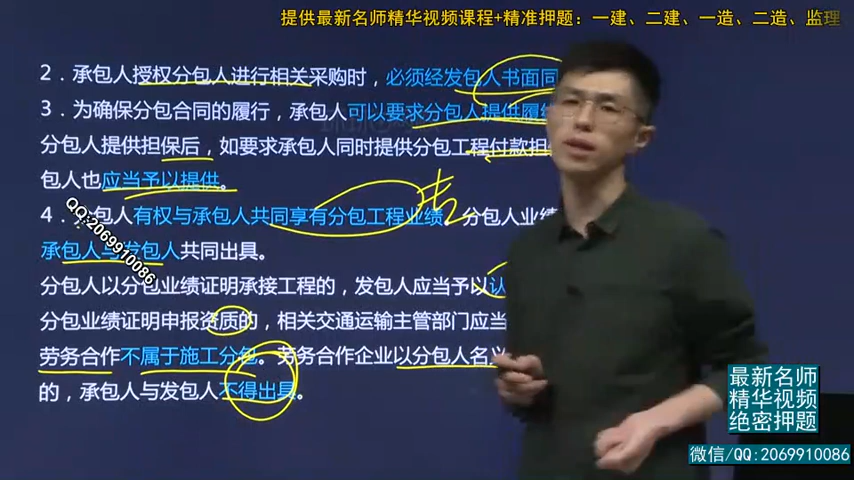 提供最新名师精华视频课程+精准押题：一建、二建、一造、二造、监理
2．承包人授权分包人进行相关采购时，必须经发包人书面同
3．为确保分包合同的履行，承包人可以要求分包人提供履约
分包人提供担保后，如要求承包人同时提供分包工程付款担
包人也应当予以提供。
4．分包人有权与承包人共同享有分包工程业绩。分包人业绩
承包人与发包人共同出具。
分包人以分包业绩证明承接工程的，发包人应当予以认
分包业绩证明申报资质的，相关交通运输主管部门应当
劳务合作不属于施工分包。劳务合作企业以分包人名义
的，承包人与发包人不得出具。
QQ:2069910086
最新名师
精华视频
绝密押题
微信/QQ:2069910086